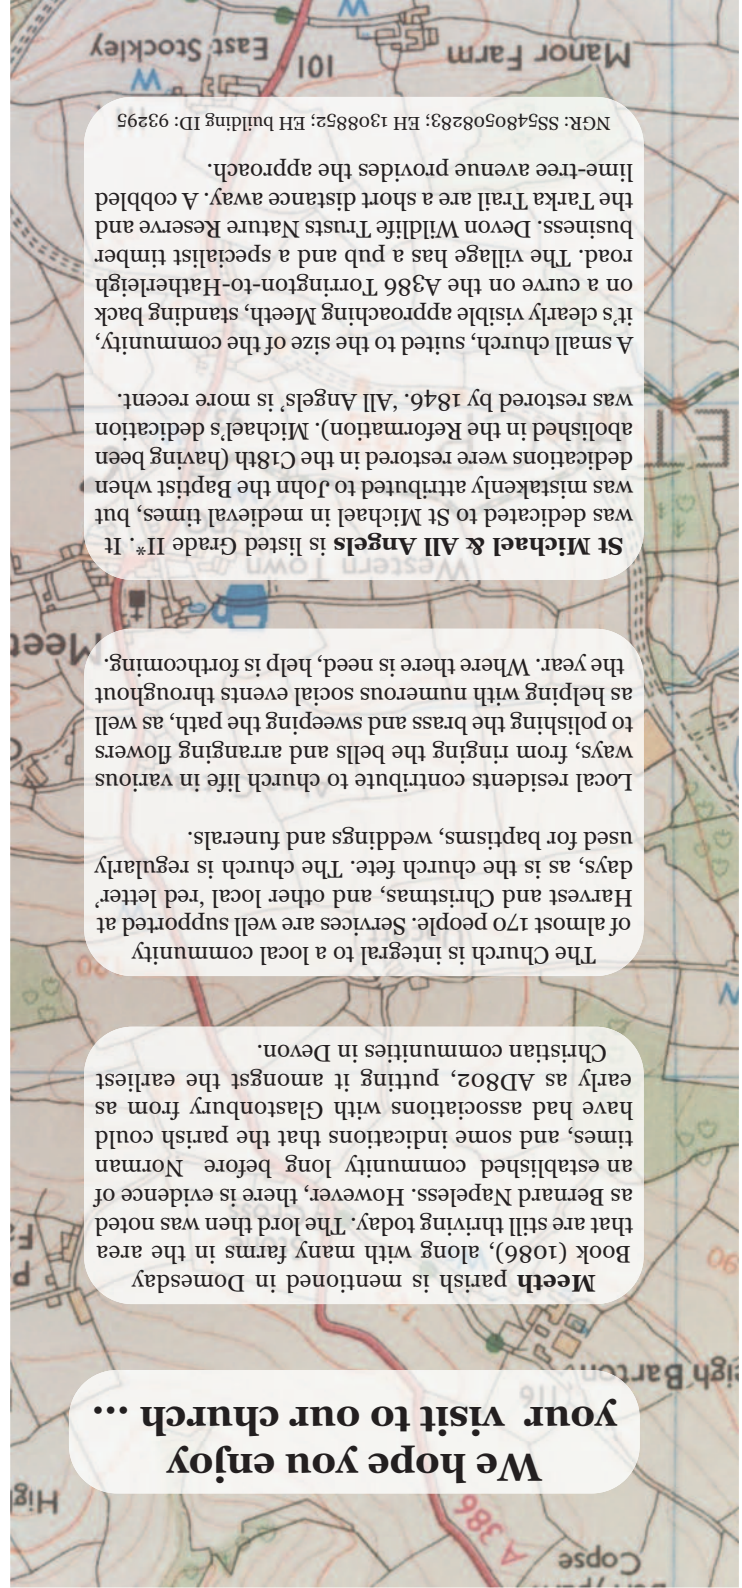 We hope you enjoy
your visit to our church ...
Meeth parish is mentioned in Domesday
Book (1086), along with many farms in the area
that are still thriving today. The lord then was noted
as Bernard Napeless. However, there is evidence of
an established community long before Norman
times, and some indications that the parish could
have had associations with Glastonbury from as
early as AD802, putting it amongst the earliest
Christian communities in Devon.
The Church is integral to a local community
of almost 170 people. Services are well supported at
Harvest and Christmas, and other local ‘red letter’
days, as is the church fete. The church is regularly
used for baptisms, weddings and funerals.
Local residents contribute to church life in various
ways, from ringing the bells and arranging flowers
to polishing the brass and sweeping the path, as well
as helping with numerous social events throughout
the year. Where there is need, help is forthcoming.
St Michael & All Angels is listed Grade II*. It
was dedicated to St Michael in medieval times, but
was mistakenly attributed to John the Baptist when
dedications were restored in the C18th (having been
abolished in the Reformation). Michael’s dedication
was restored by 1846. ‘All Angels’ is more recent.
A small church, suited to the size of the community,
it’s clearly visible approaching Meeth, standing back
on a curve on the A386 Torrington-to-Hatherleigh
road. The village has a pub and a specialist timber
business. Devon Wildlife Trusts Nature Reserve and
the Tarka Trail are a short distance away. A cobbled
lime-tree avenue provides the approach.
NGR: SS5480508283; EH 1308852; EH building ID: 93295
Copse
A 386
High
eigh Barton
116
Stone
Cross
P
Fa
90
W
120
Meet
Western Town
93
Manor Farm
101
East Stockley
W
W